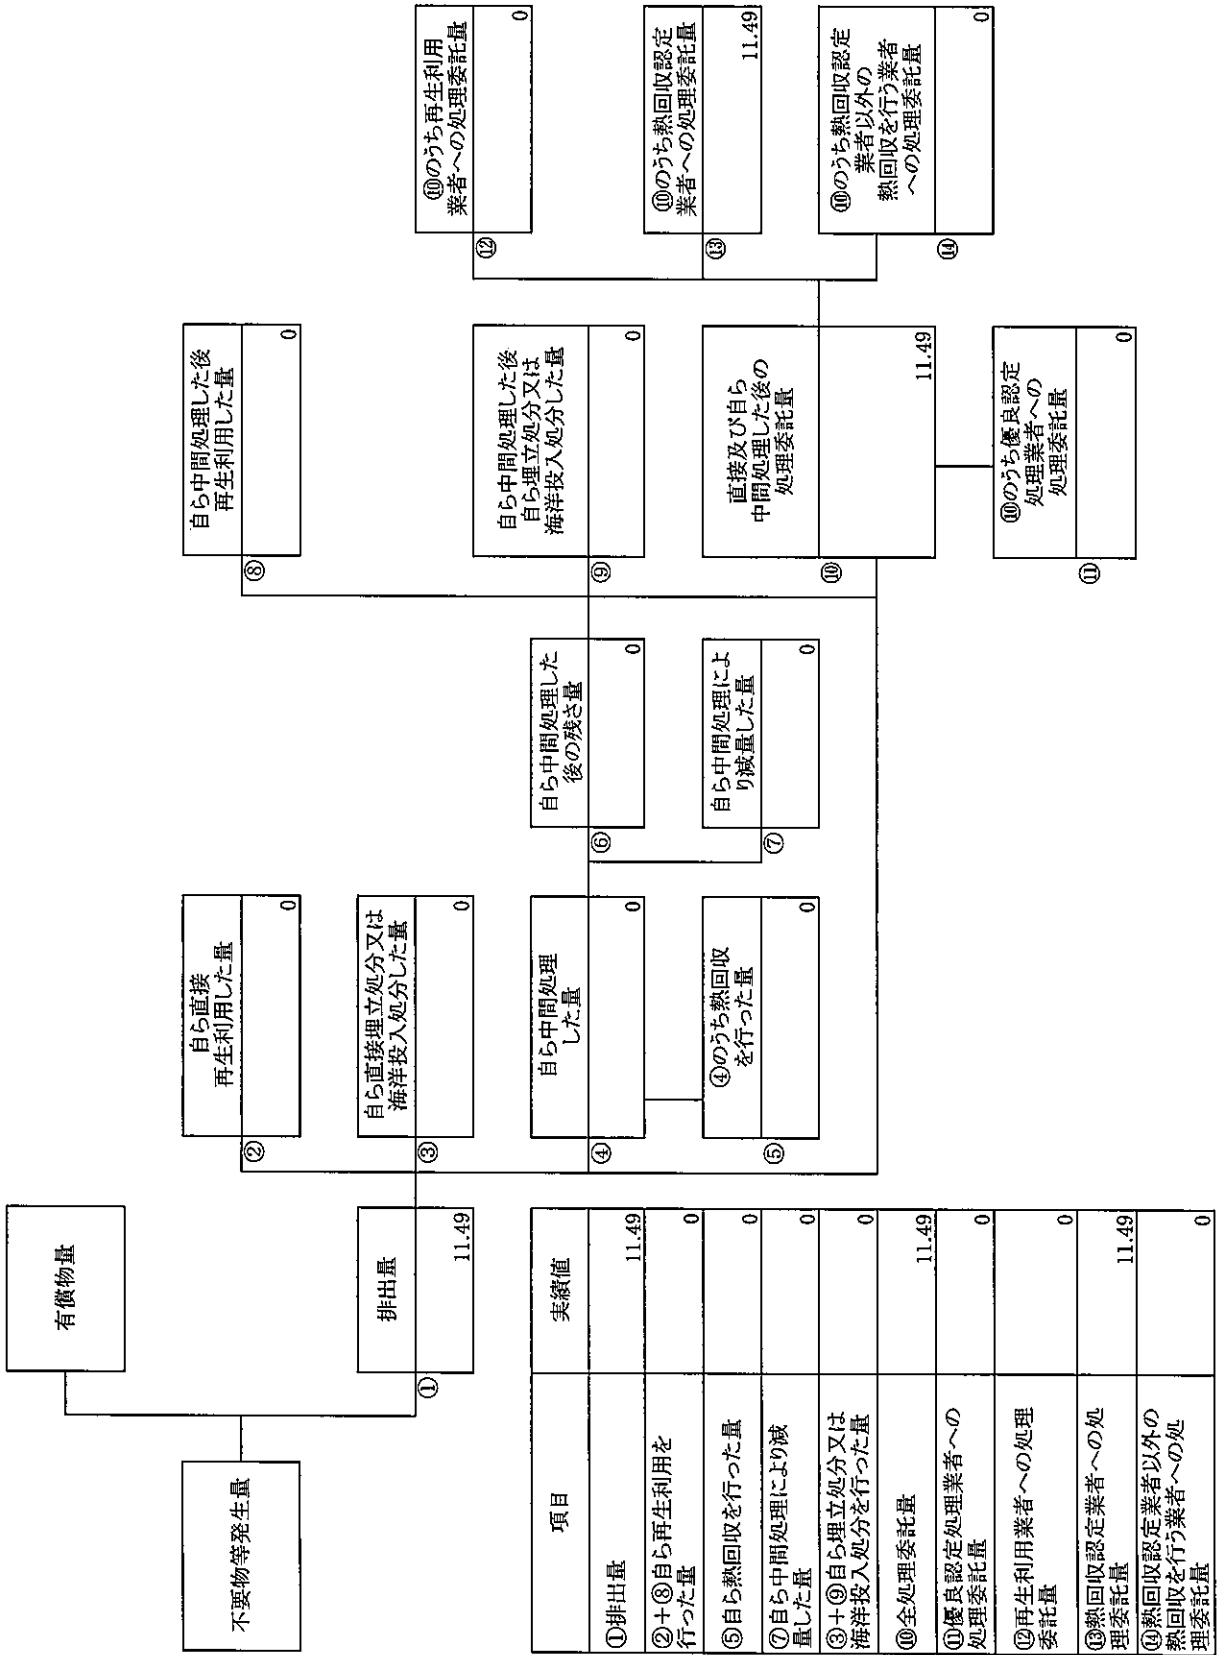 不要物等発生量
有償物量
①
排出量
11.49
②
自ら直接
再生利用した量
0
③
自ら直接埋立処分又は
海洋投入処分した量
0
④
自ら中間処理
した量
0
⑤
④のうち熱回収
を行った量
0
⑥
自ら中間処理した
後の残さ量
0
⑦
自ら中間処理によ
り減量した量
0
⑧
自ら中間処理した後
再生利用した量
0
⑨
自ら中間処理した後
自ら埋立処分又は
海洋投入処分した量
0
⑩
直接及び自ら
中間処理した後の
処理委託量
11.49
⑪
⑩のうち優良認定
処理業者への
処理委託量
0
⑫
⑩のうち再生利用
業者への処理委託量
0
⑬
⑩のうち熱回収認定
業者への処理委託量
11.49
⑭
⑩のうち熱回収認定
業者以外の
熱回収を行う業者
への処理委託量
0
項目 実績値
①排出量 11.49
②+⑧自ら再生利用を
行った量 0
⑤自ら熱回収を行った量 0
⑦自ら中間処理により減
量した量 0
③+⑨自ら埋立処分又は
海洋投入処分を行った量 0
⑩全処理委託量 11.49
⑪優良認定処理業者への
処理委託量 0
⑫再生利用業者への処理
委託量 0
⑬熱回収認定業者への処
理委託量 11.49
⑭熱回収認定業者以外の
熱回収を行う業者への処
理委託量 0